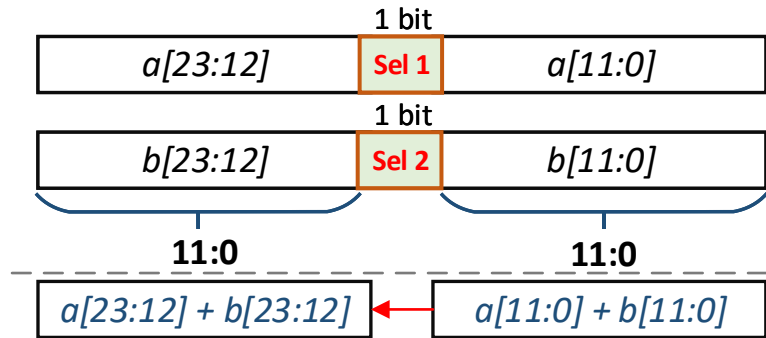 1 bit
a[23:12] Sel 1 a[11:0]
1 bit
b[23:12] Sel 2 b[11:0]
11:0 11:0
a[23:12] + b[23:12] a[11:0] + b[11:0]